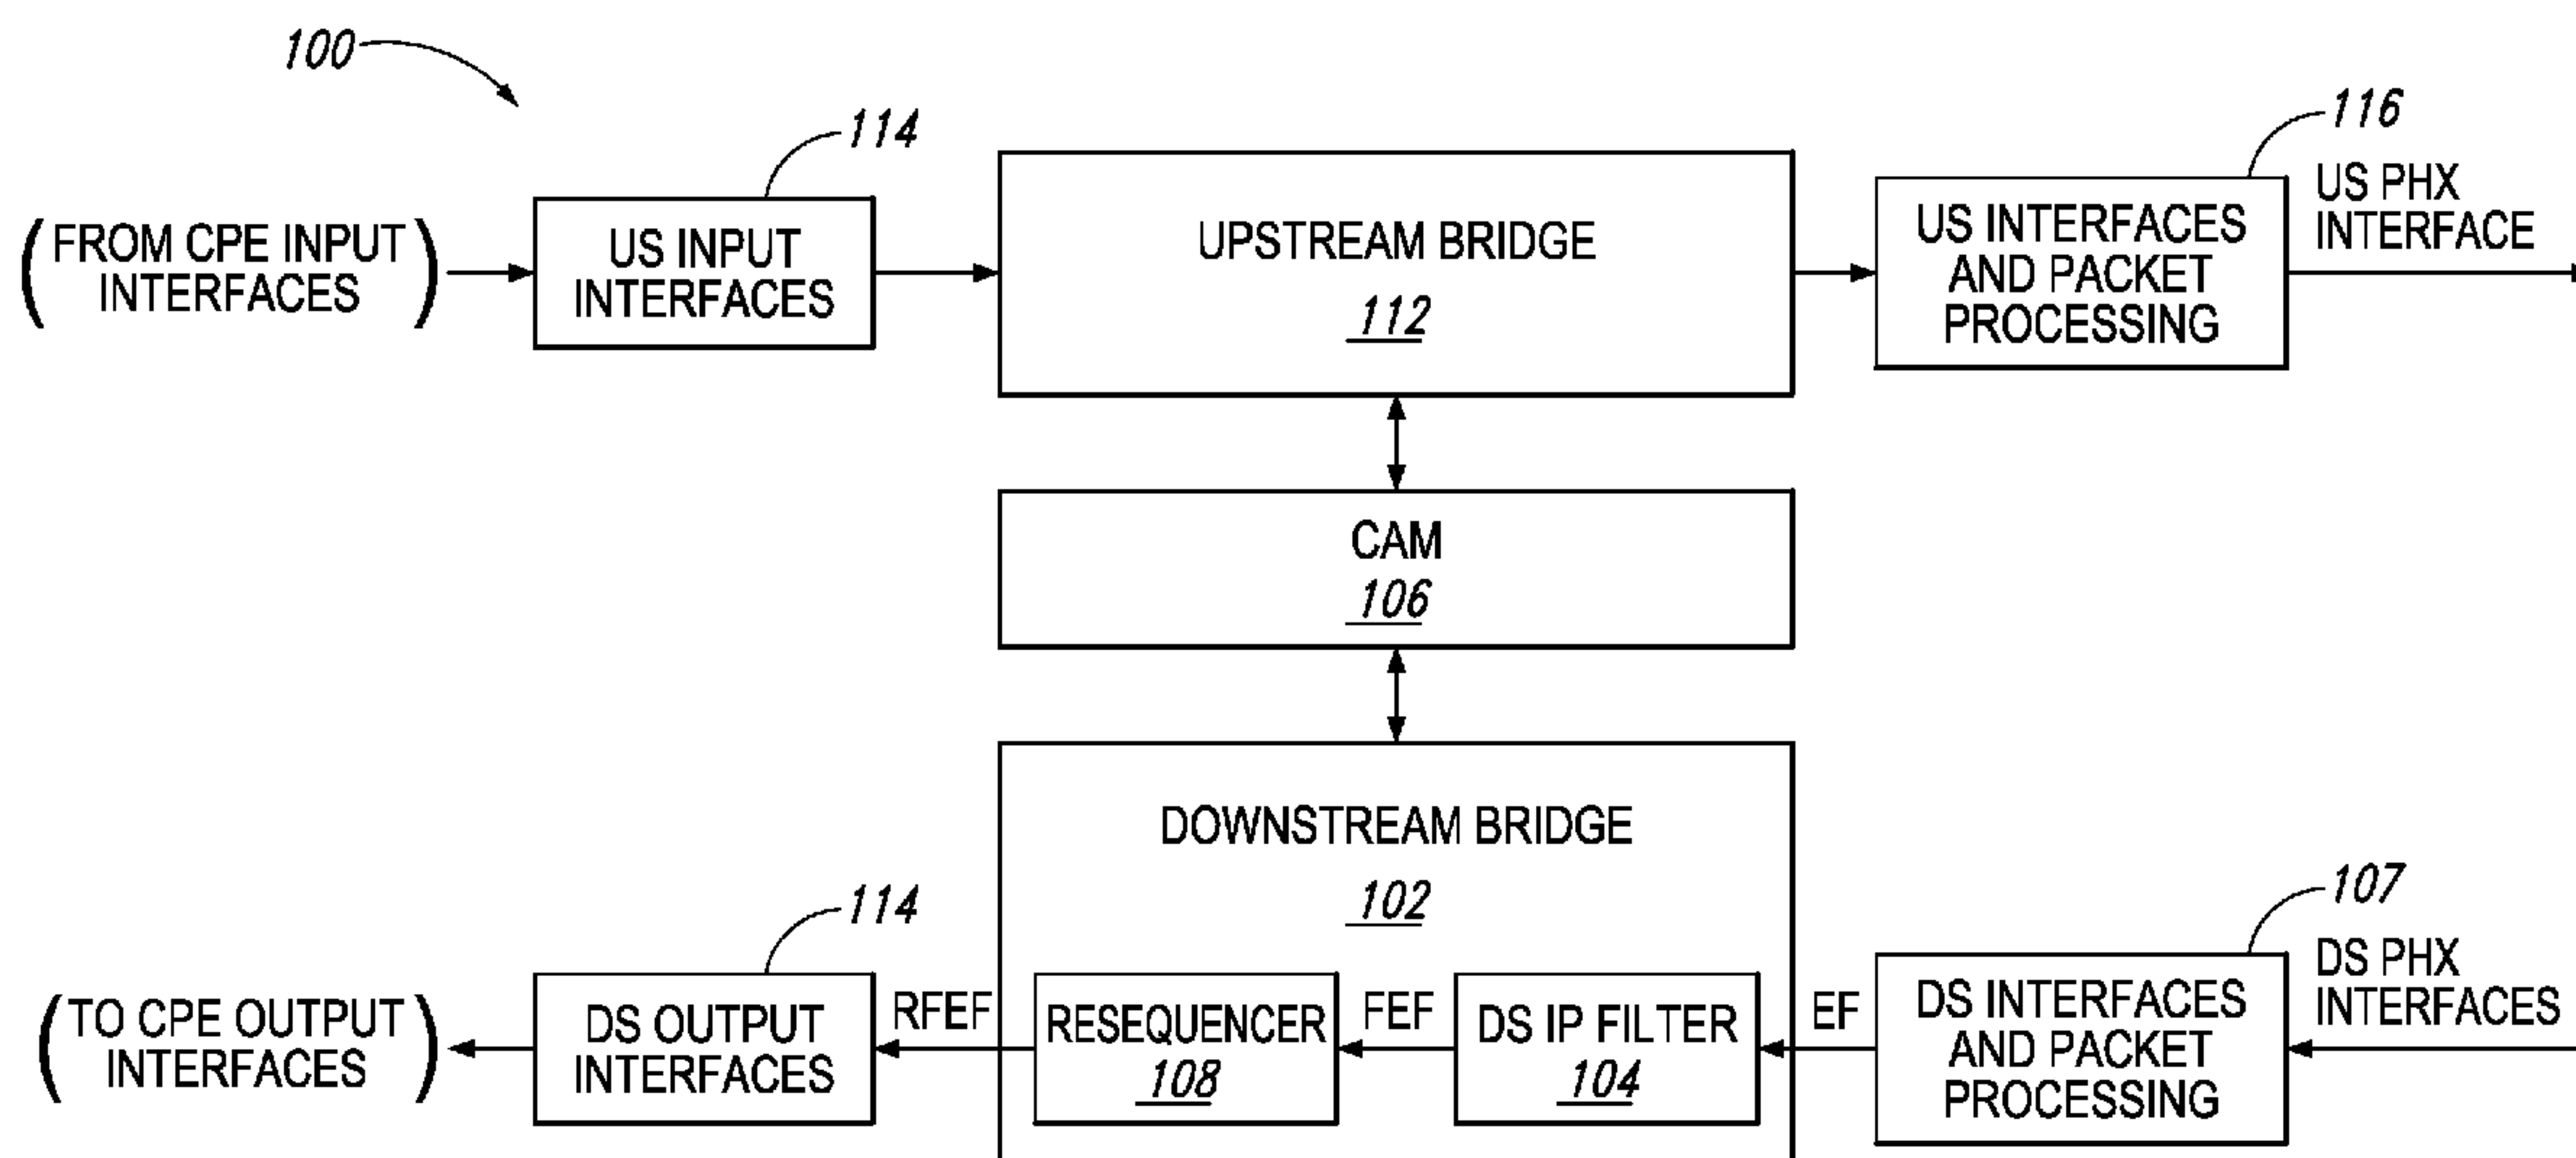 100
114
116
(FROM CPE INPUT
INTERFACES)
US INPUT
INTERFACES
UPSTREAM BRIDGE
112
US INTERFACES
AND PACKET
PROCESSING
US PHX
INTERFACE
CAM
106
DOWNSTREAM BRIDGE
102
114
107
(TO CPE OUTPUT
INTERFACES)
DS OUTPUT
INTERFACES
RFEF
RESEQUENCER
108
FEF
DS IP FILTER
104
EF
DS INTERFACES
AND PACKET
PROCESSING
DS PHX
INTERFACES